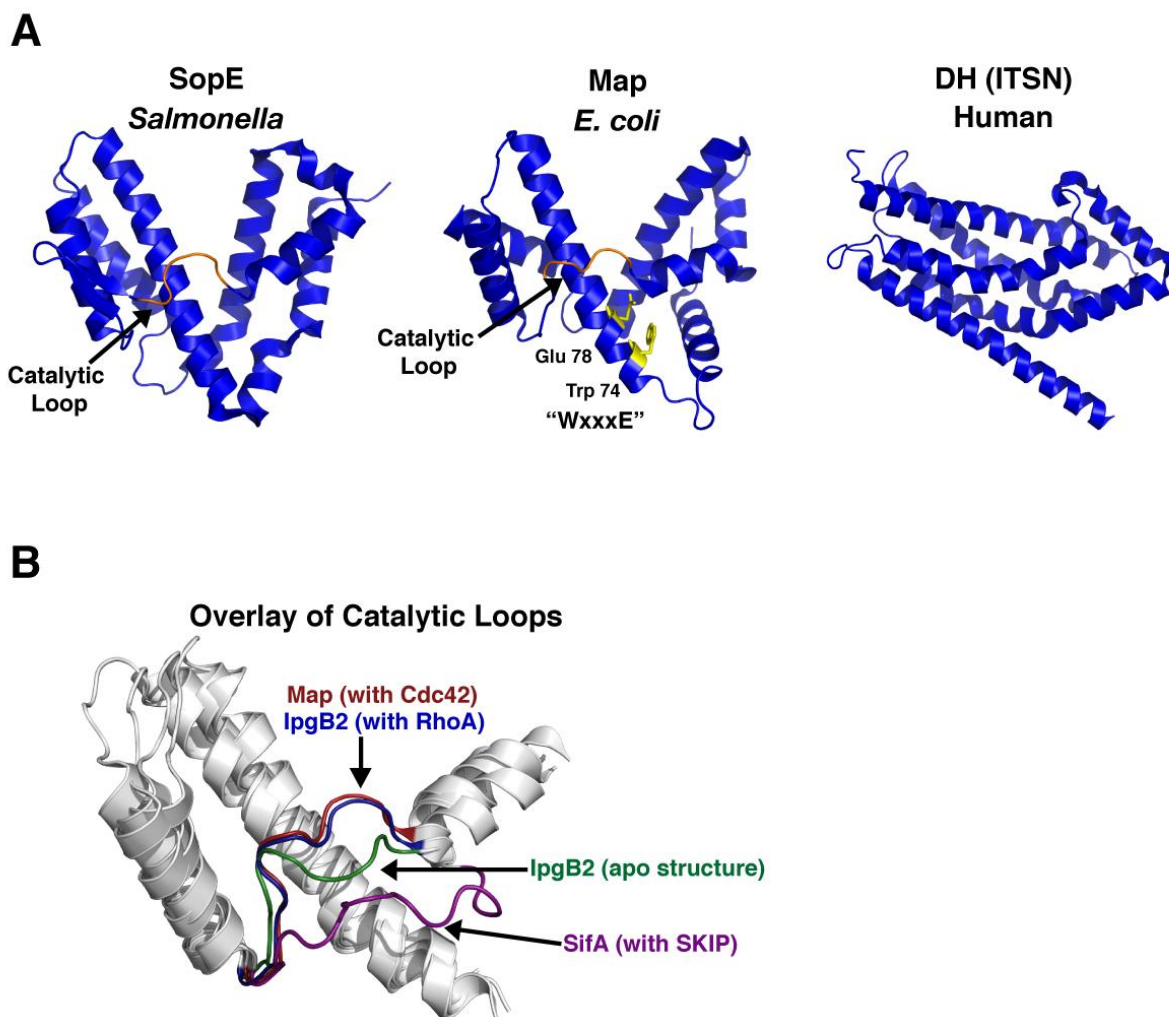 A
SopE
Salmonella
Catalytic
Loop
Map
E. coli
Catalytic
Loop
Glu 78
Trp 74
“WxxxE”
DH (ITSN)
Human
B
Overlay of Catalytic Loops
Map (with Cdc42)
IpgB2 (with RhoA)
IpgB2 (apo structure)
SifA (with SKIP)